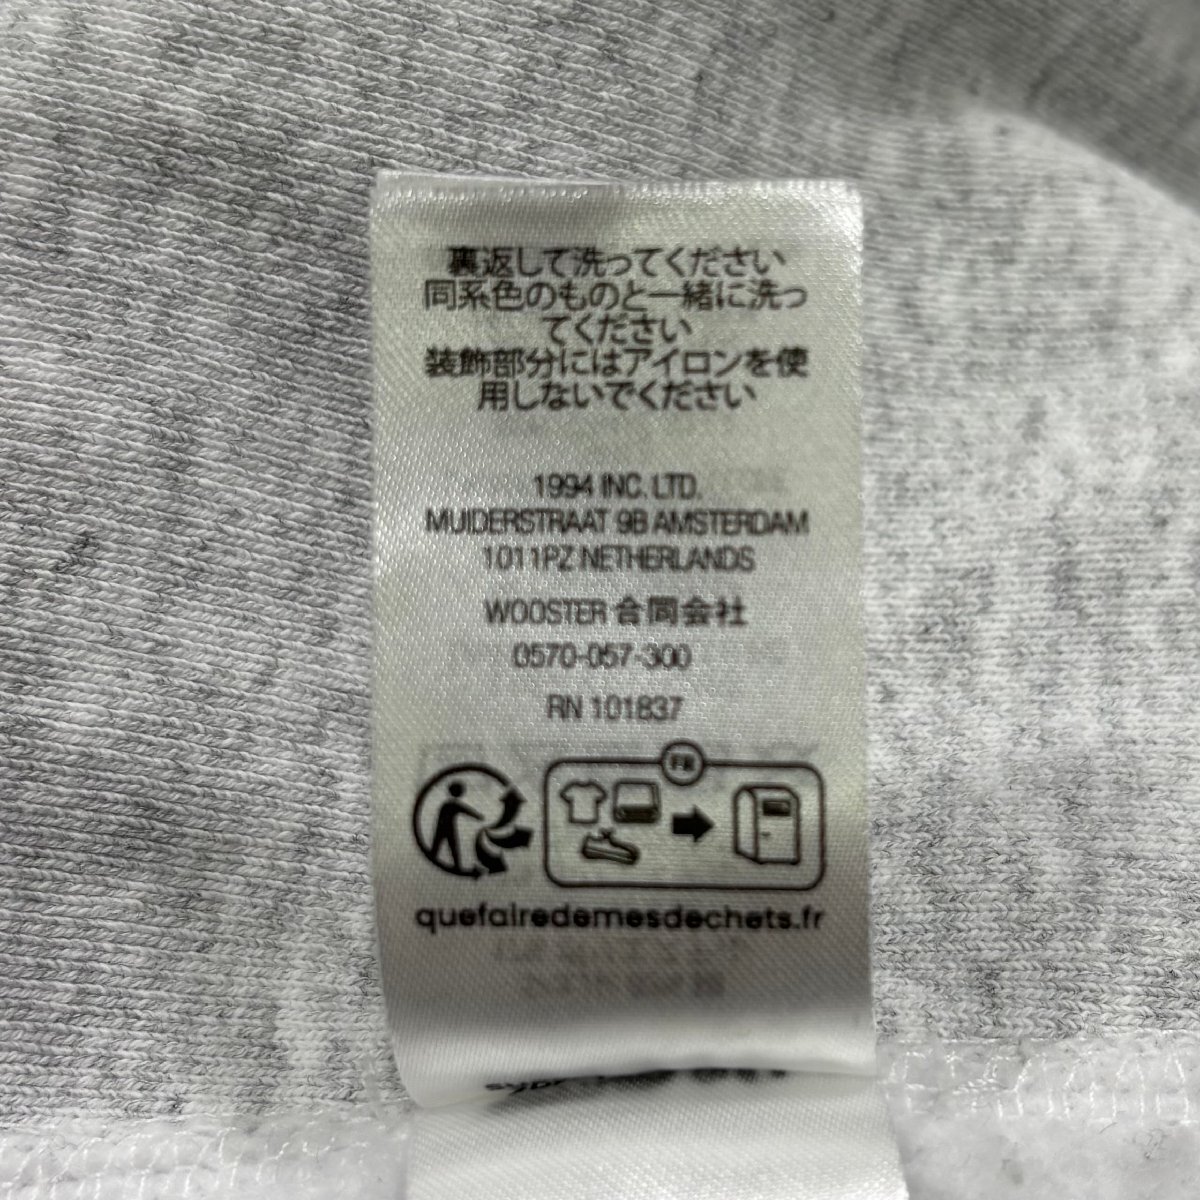 裏返して洗ってください
同系色のものと一緒に洗っ
てください
装飾部分にはアイロンを使
用しないでください
1994 INC. LTD.
MUIDERSTRAAT 9B AMSTERDAM
1011PZ NETHERLANDS
WOOSTER 合同会社
0570-057-300
RN 101837
FR
quefairedemesdechets.fr